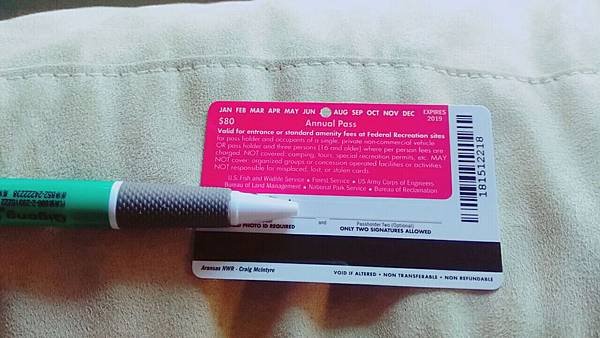 JAN FEB MAR APR MAY JUN AUG SEP OCT NOV DEC
EXPIRES
2019
$80
Annual Pass
Valid for entrance or standard amenity fees at Federal Recreation sites
for pass holder and occupants of a single, private non-commercial vehicle
OR pass holder and three persons (16 and older) where per person fees are
charged. NOT covered: camping, tours, special recreation permits, etc. MAY
NOT cover: organized groups or concession operated facilities or activities.
NOT responsible for misplaced, lost, or stolen cards.
U.S. Fish and Wildlife Service • Forest Service • US Army Corps of Engineers
Bureau of Land Management • National Park Service • Bureau of Reclamation
181512218
PHOTO ID REQUIRED
Passholder Two (Optional)
ONLY TWO SIGNATURES ALLOWED
Aransas NWR - Craig McIntyre
VOID IF ALTERED • NON TRANSFERABLE • NON REFUNDABLE